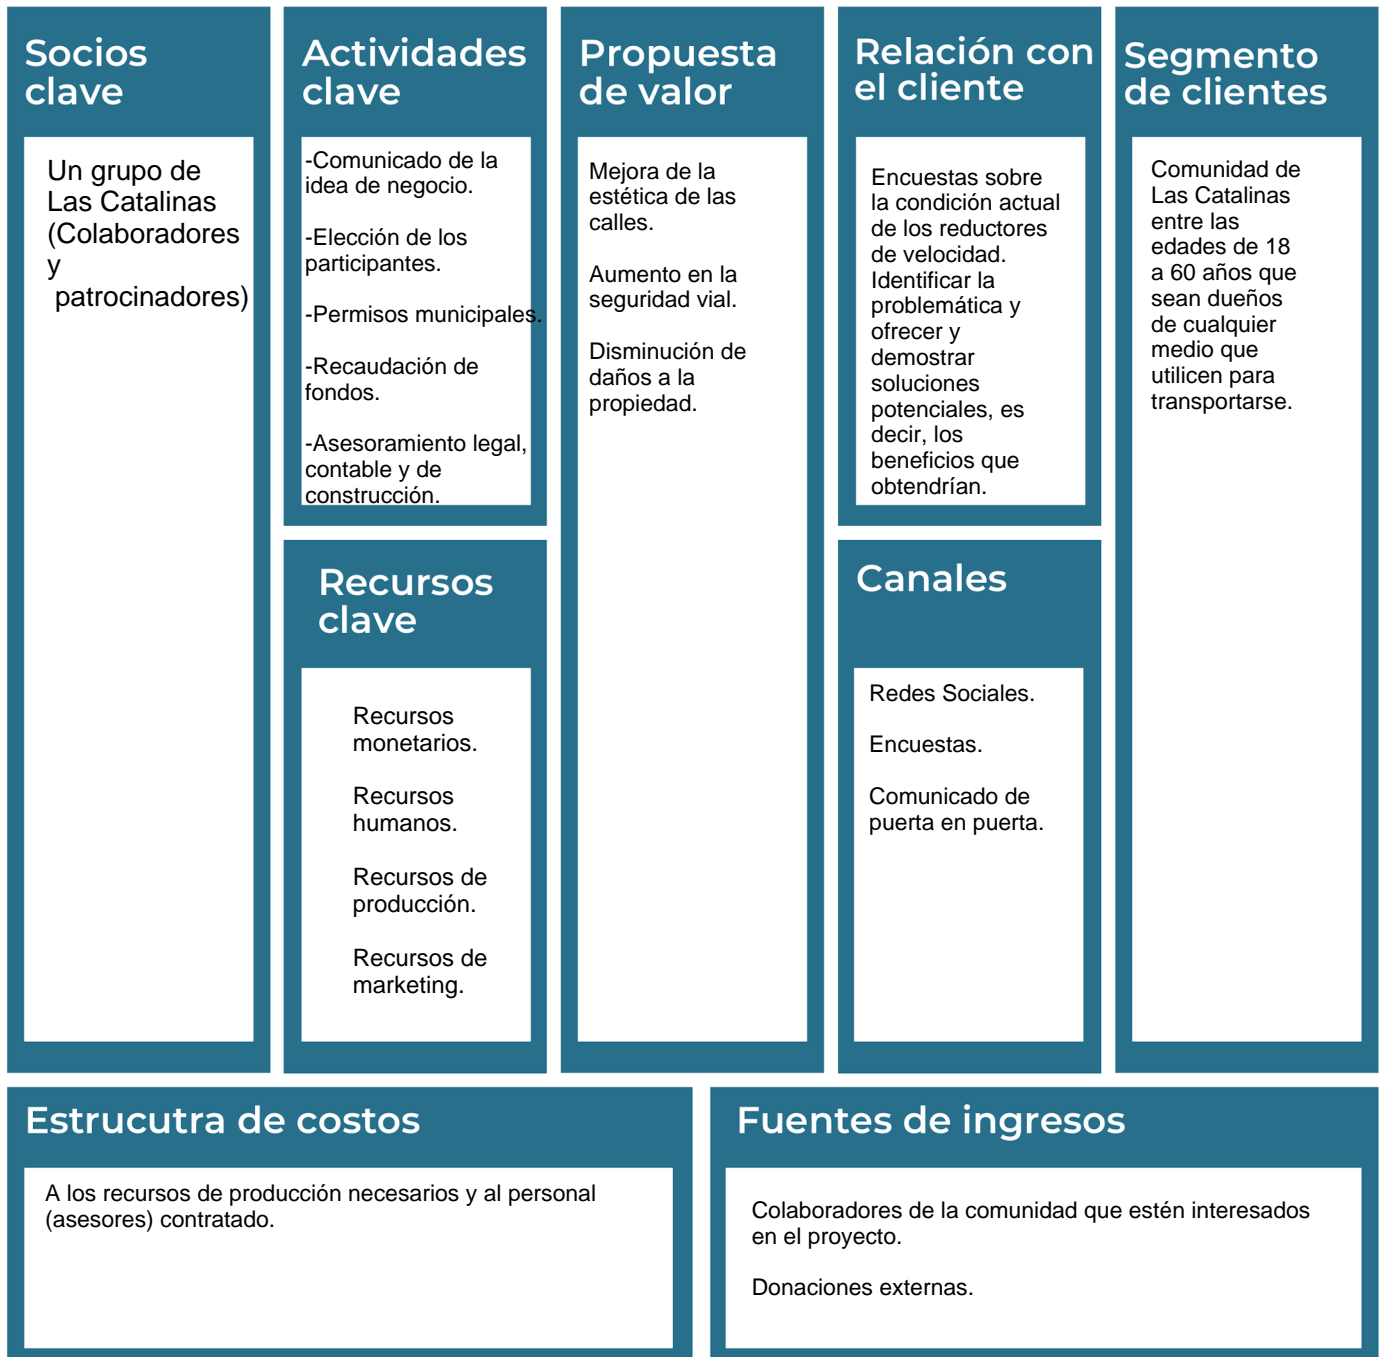 Socios
clave
Un grupo de
Las Catalinas
(Colaboradores
y
patrocinadores)
Actividades
clave
-Comunicado de la
idea de negocio.
-Elección de los
participantes.
-Permisos municipales.
-Recaudación de
fondos.
-Asesoramiento legal,
contable y de
construcción.
Recursos
clave
Recursos
monetarios.
Recursos
humanos.
Recursos de
producción.
Recursos de
marketing.
Propuesta
de valor
Mejora de la
estética de las
calles.
Aumento en la
seguridad vial.
Disminución de
daños a la
propiedad.
Relación con
el cliente
Encuestas sobre
la condición actual
de los reductores
de velocidad.
Identificar la
problemática y
ofrecer y
demostrar
soluciones
potenciales, es
decir, los
beneficios que
obtendrían.
Canales
Redes Sociales.
Encuestas.
Comunicado de
puerta en puerta.
Segmento
de clientes
Comunidad de
Las Catalinas
entre las
edades de 18
a 60 años que
sean dueños
de cualquier
medio que
utilicen para
transportarse.
Estrucutra de costos
A los recursos de producción necesarios y al personal
(asesores) contratado.
Fuentes de ingresos
Colaboradores de la comunidad que estén interesados
en el proyecto.
Donaciones externas.